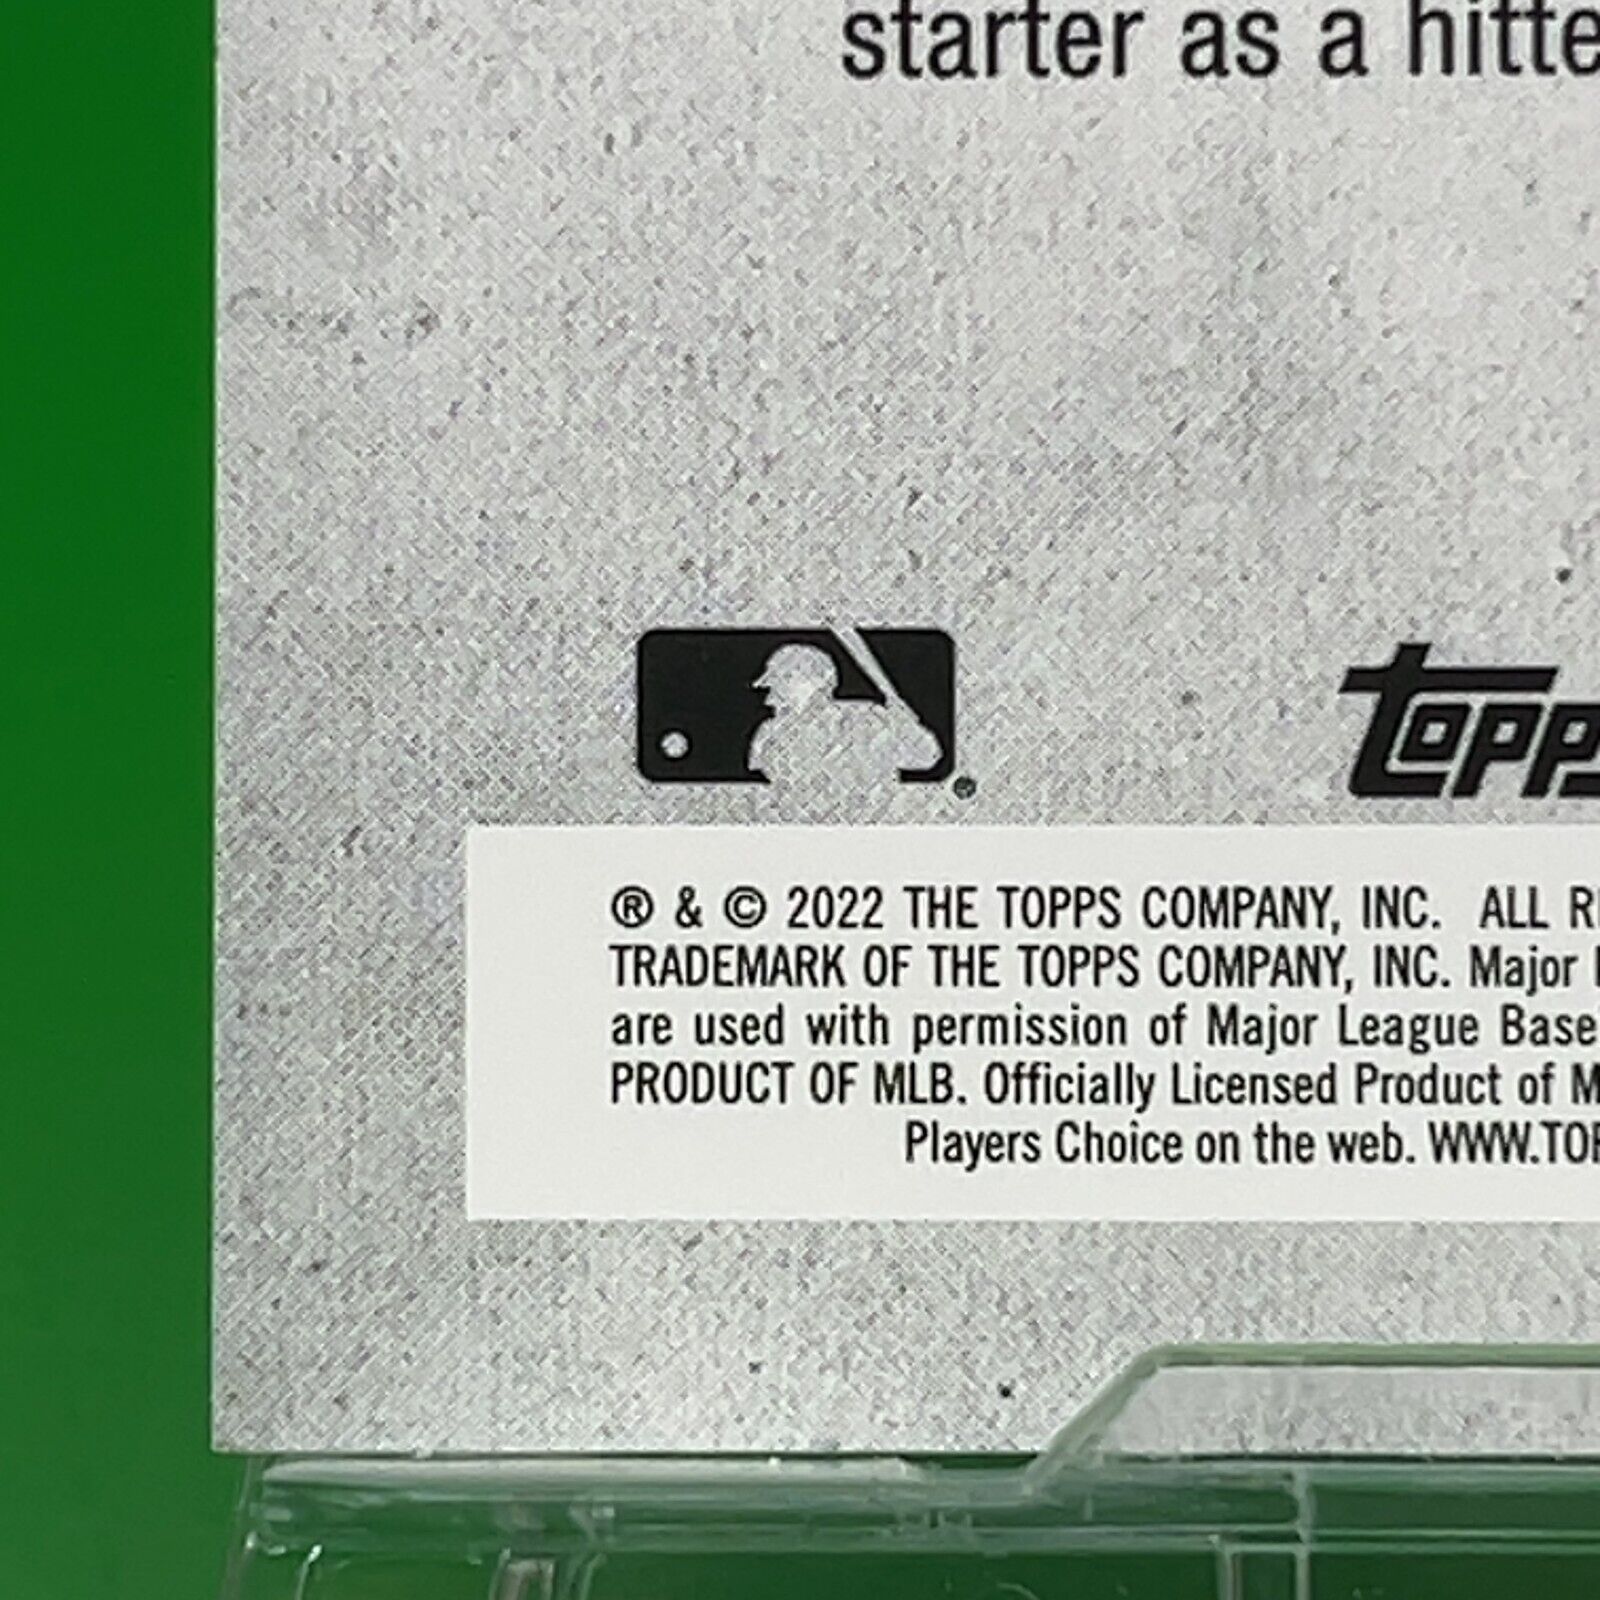 starter as a hitte
Topps
® & © 2022 THE TOPPS COMPANY, INC. ALL RI
TRADEMARK OF THE TOPPS COMPANY, INC. Major
are used with permission of Major League Base
PRODUCT OF MLB. Officially Licensed Product of M
Players Choice on the web. WWW.TOP